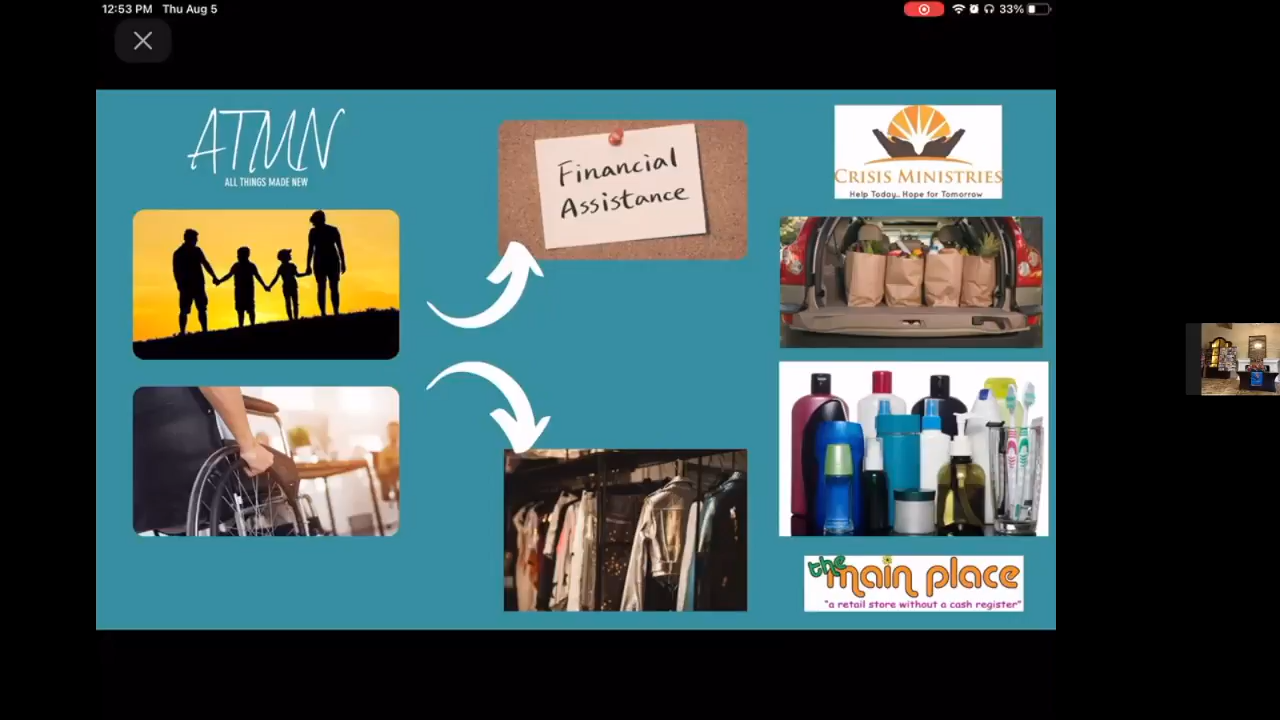 12:53 PM Thu Aug 5
33%
ATMN
ALL THINGS MADE NEW
Financial
Assistance
CRISIS MINISTRIES
Help Today.. Hope for Tomorrow
the main place
"a retail store without a cash register"